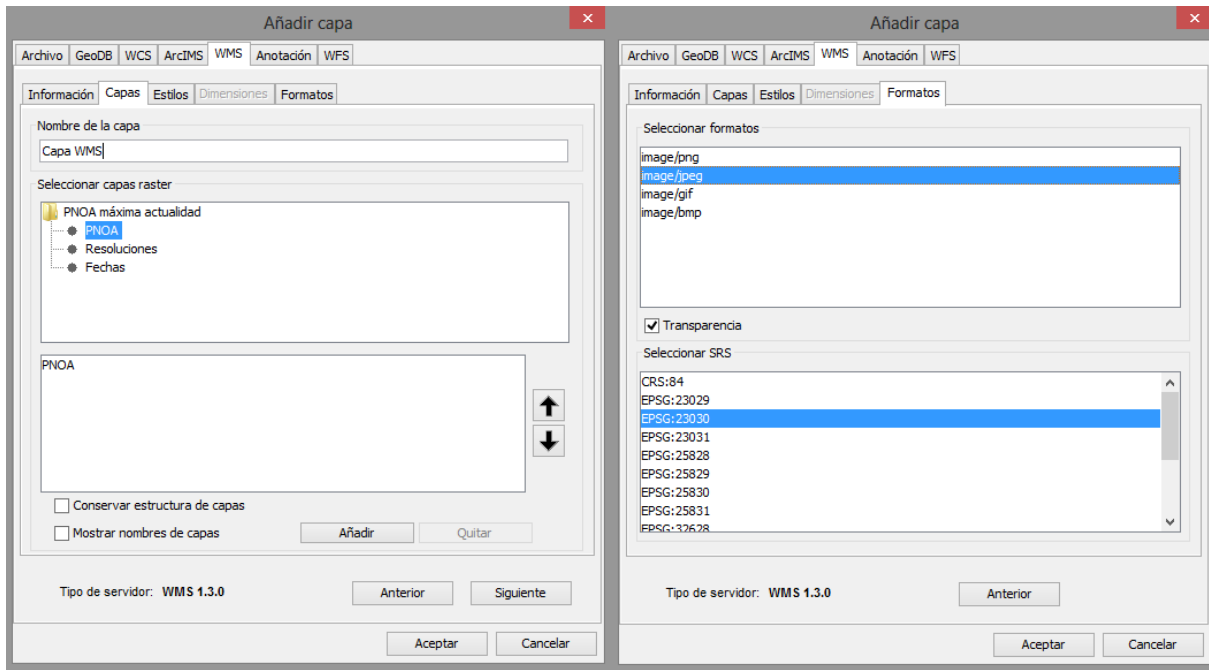 Añadir capa
x
Archivo GeoDB WCS ArcIMS WMS Anotación WFS
Información Capas Estilos Dimensiones Formatos
Nombre de la capa
Capa WMS
Seleccionar capas raster
PNOA máxima actualidad
PNOA
Resoluciones
Fechas
PNOA
Conservar estructura de capas
Mostrar nombres de capas Añadir Quitar
Tipo de servidor: WMS 1.3.0 Anterior Siguiente
Aceptar Cancelar
Añadir capa
x
Archivo GeoDB WCS ArcIMS WMS Anotación WFS
Información Capas Estilos Dimensiones Formatos
Seleccionar formatos
image/png
image/jpeg
image/gif
image/bmp
Transparencia
Seleccionar SRS
CRS:84
EPSG:23029
EPSG:23030
EPSG:23031
EPSG:25828
EPSG:25829
EPSG:25830
EPSG:25831
EPSG:32628
Tipo de servidor: WMS 1.3.0 Anterior
Aceptar Cancelar